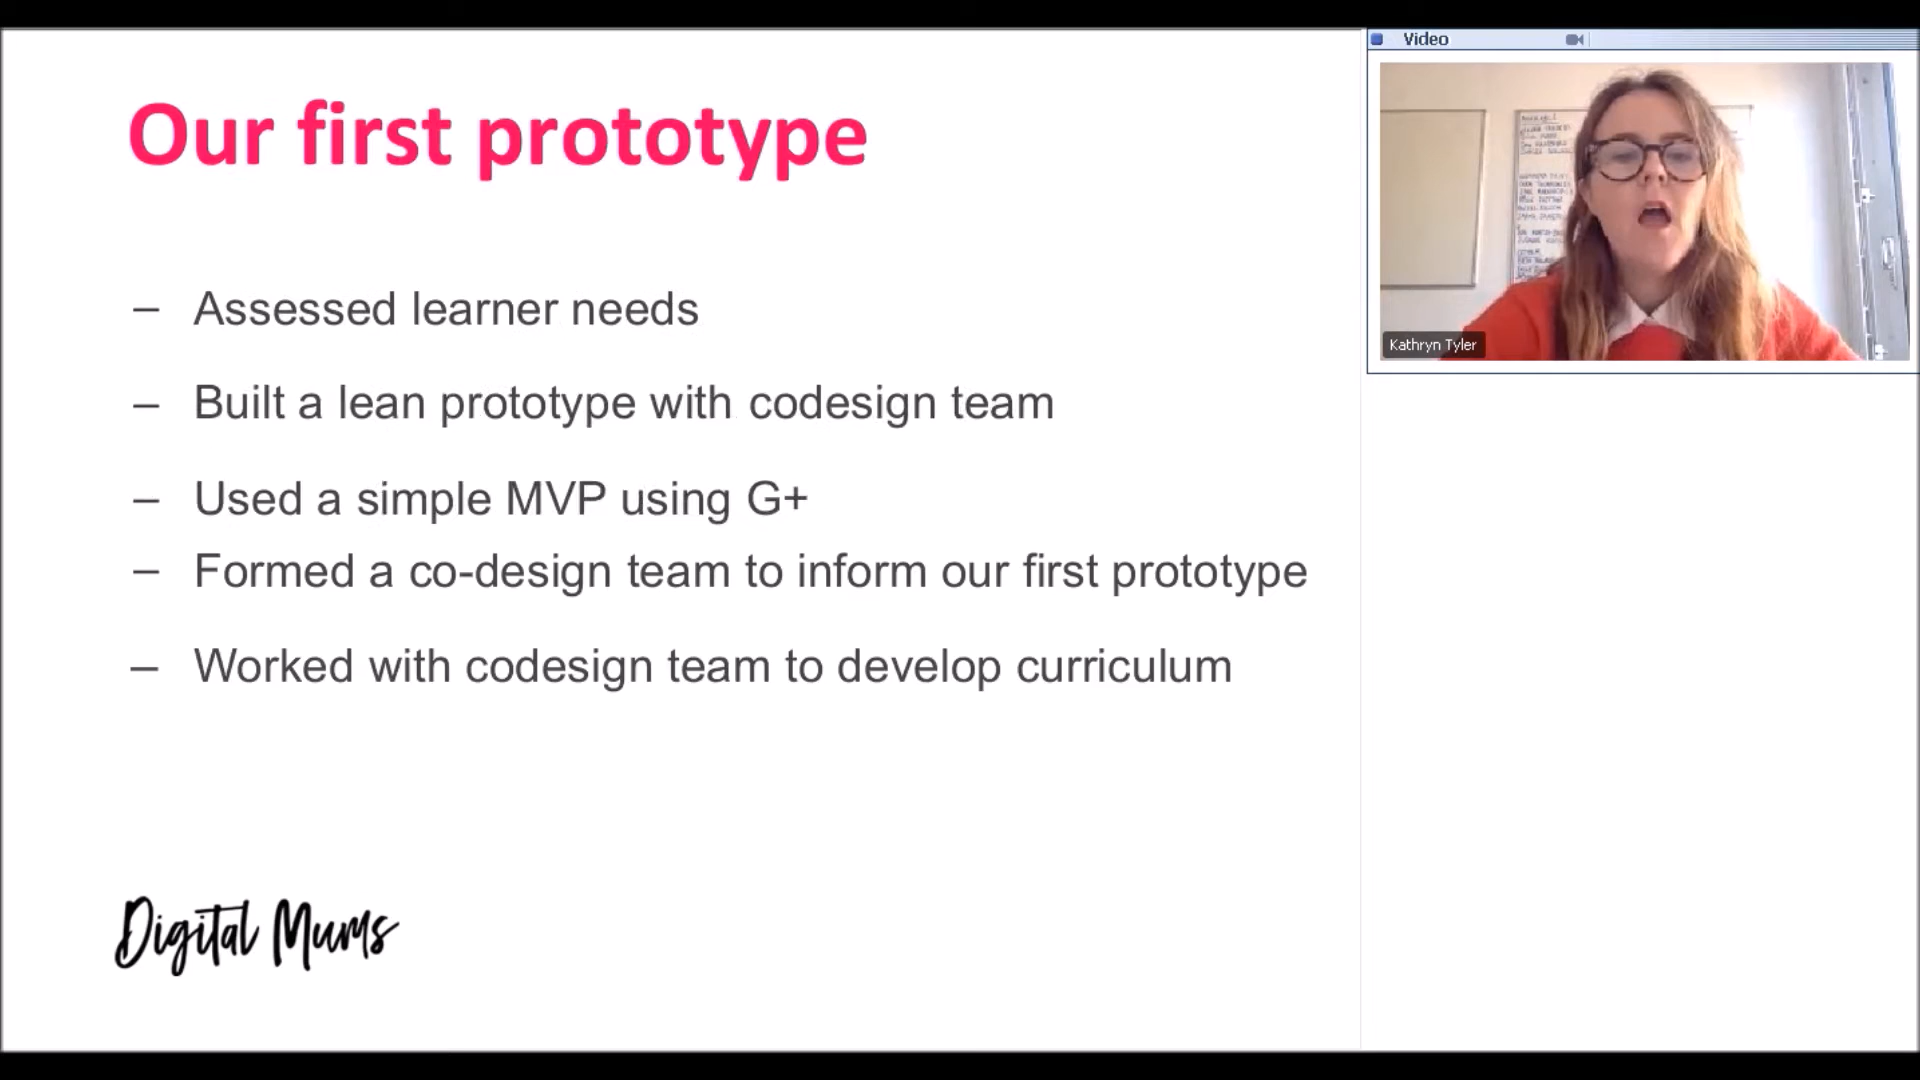 Our first prototype
– Assessed learner needs
– Built a lean prototype with codesign team
– Used a simple MVP using G+
– Formed a co-design team to inform our first prototype
– Worked with codesign team to develop curriculum
Digital Mums
Video
Kathryn Tyler